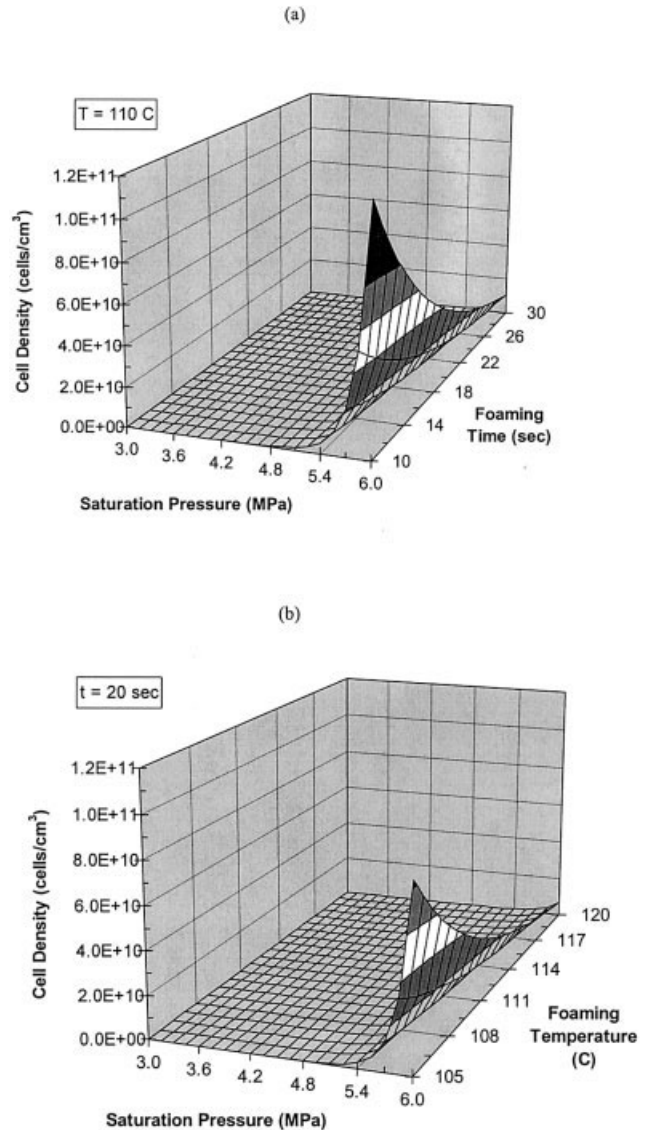 (a)
T = 110 C
1.2E+11
1.0E+11
8.0E+10
6.0E+10
4.0E+10
2.0E+10
0.0E+00
Cell Density (cells/cm³)
3.0
3.6
4.2
4.8
5.4
6.0
Saturation Pressure (MPa)
10
14
18
22
26
30
Foaming
Time (sec)
(b)
t = 20 sec
1.2E+11
1.0E+11
8.0E+10
6.0E+10
4.0E+10
2.0E+10
0.0E+00
Cell Density (cells/cm³)
3.0
3.6
4.2
4.8
5.4
6.0
Saturation Pressure (MPa)
105
108
111
114
117
120
Foaming
Temperature
(C)